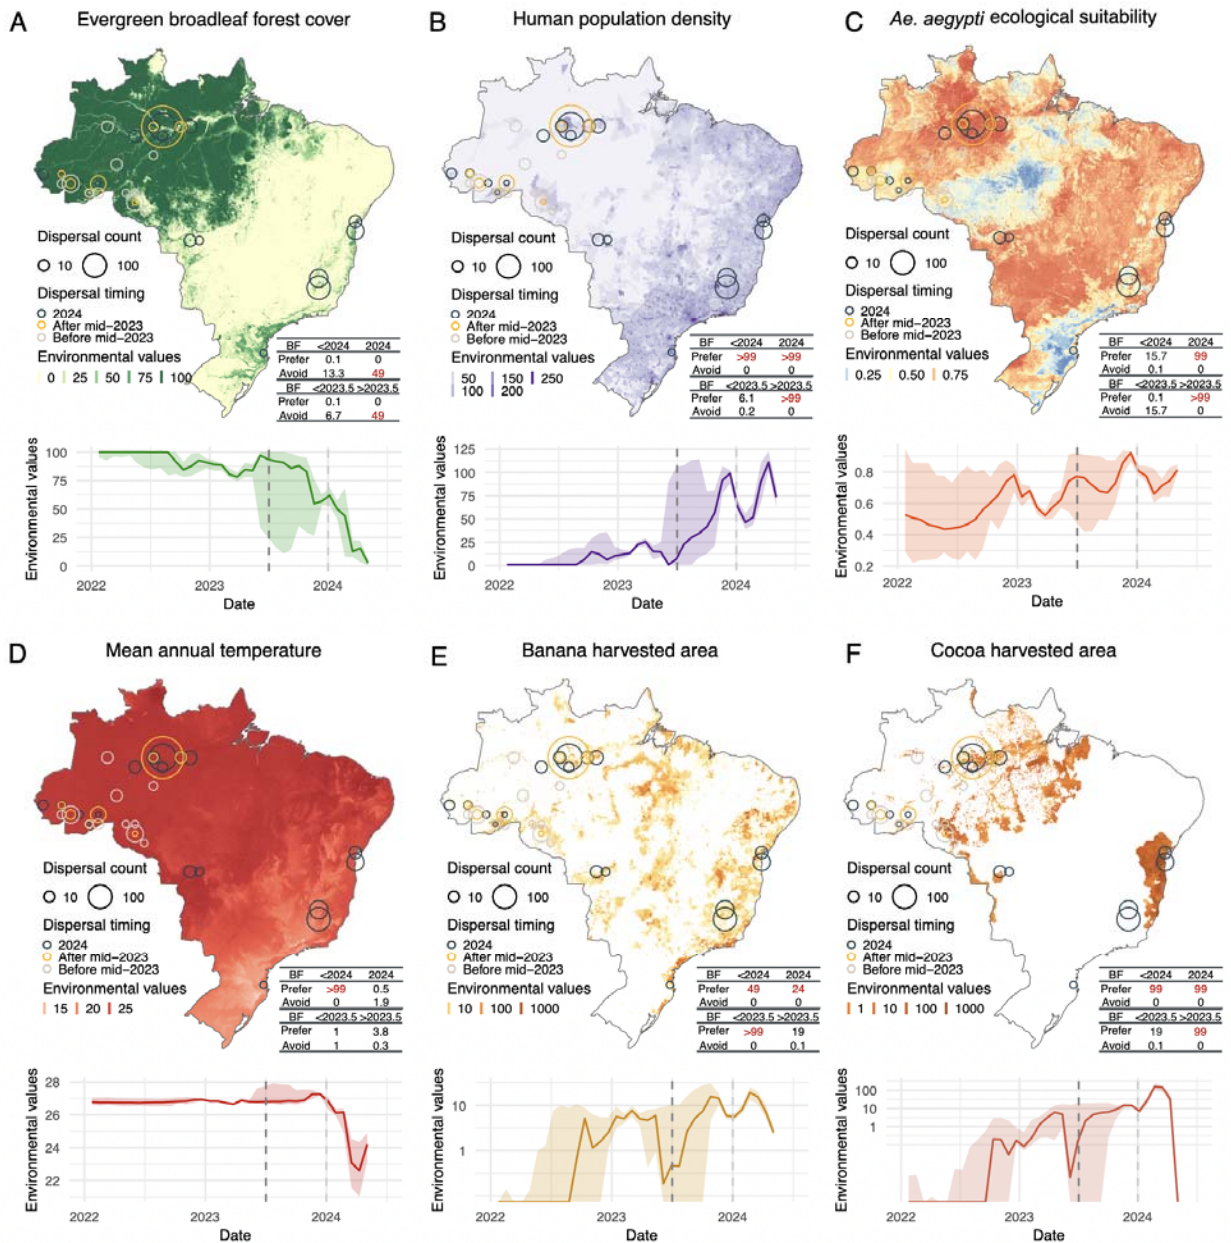 A Evergreen broadleaf forest cover
Dispersal count
10 100
Dispersal timing
2024
After mid-2023
Before mid-2023
Environmental values
0 25 50 75 100
BF <2024 2024
Prefer 0.1 0
Avoid 13.3 49
BF <2023.5 >2023.5
Prefer 0.1 0
Avoid 6.7 49
Environmental values
100
75
50
25
0
2022 2023 2024
Date
B Human population density
Dispersal count
10 100
Dispersal timing
2024
After mid-2023
Before mid-2023
Environmental values
50 150 250
100 200
BF <2024 2024
Prefer >99 >99
Avoid 0 0
BF <2023.5 >2023.5
Prefer 6.1 >99
Avoid 0.2 0
Environmental values
125
100
75
50
25
0
2022 2023 2024
Date
C Ae. aegypti ecological suitability
Dispersal count
10 100
Dispersal timing
2024
After mid-2023
Before mid-2023
Environmental values
0.25 0.50 0.75
BF <2024 2024
Prefer 15.7 99
Avoid 0.1 0
BF <2023.5 >2023.5
Prefer 0.1 >99
Avoid 15.7 0
Environmental values
0.8
0.6
0.4
0.2
2022 2023 2024
Date
D Mean annual temperature
Dispersal count
10 100
Dispersal timing
2024
After mid-2023
Before mid-2023
Environmental values
15 20 25
BF <2024 2024
Prefer >99 0.5
Avoid 0 1.9
BF <2023.5 >2023.5
Prefer 1 3.8
Avoid 1 0.3
Environmental values
28
26
24
22
2022 2023 2024
Date
E Banana harvested area
Dispersal count
10 100
Dispersal timing
2024
After mid-2023
Before mid-2023
Environmental values
10 100 1000
BF <2024 2024
Prefer 49 24
Avoid 0 0
BF <2023.5 >2023.5
Prefer >99 19
Avoid 0 0.1
Environmental values
10
1
2022 2023 2024
Date
F Cocoa harvested area
Dispersal count
10 100
Dispersal timing
2024
After mid-2023
Before mid-2023
Environmental values
1 10 100 1000
BF <2024 2024
Prefer 99 99
Avoid 0 0
BF <2023.5 >2023.5
Prefer 19 99
Avoid 0.1 0
Environmental values
100
10
1
2022 2023 2024
Date